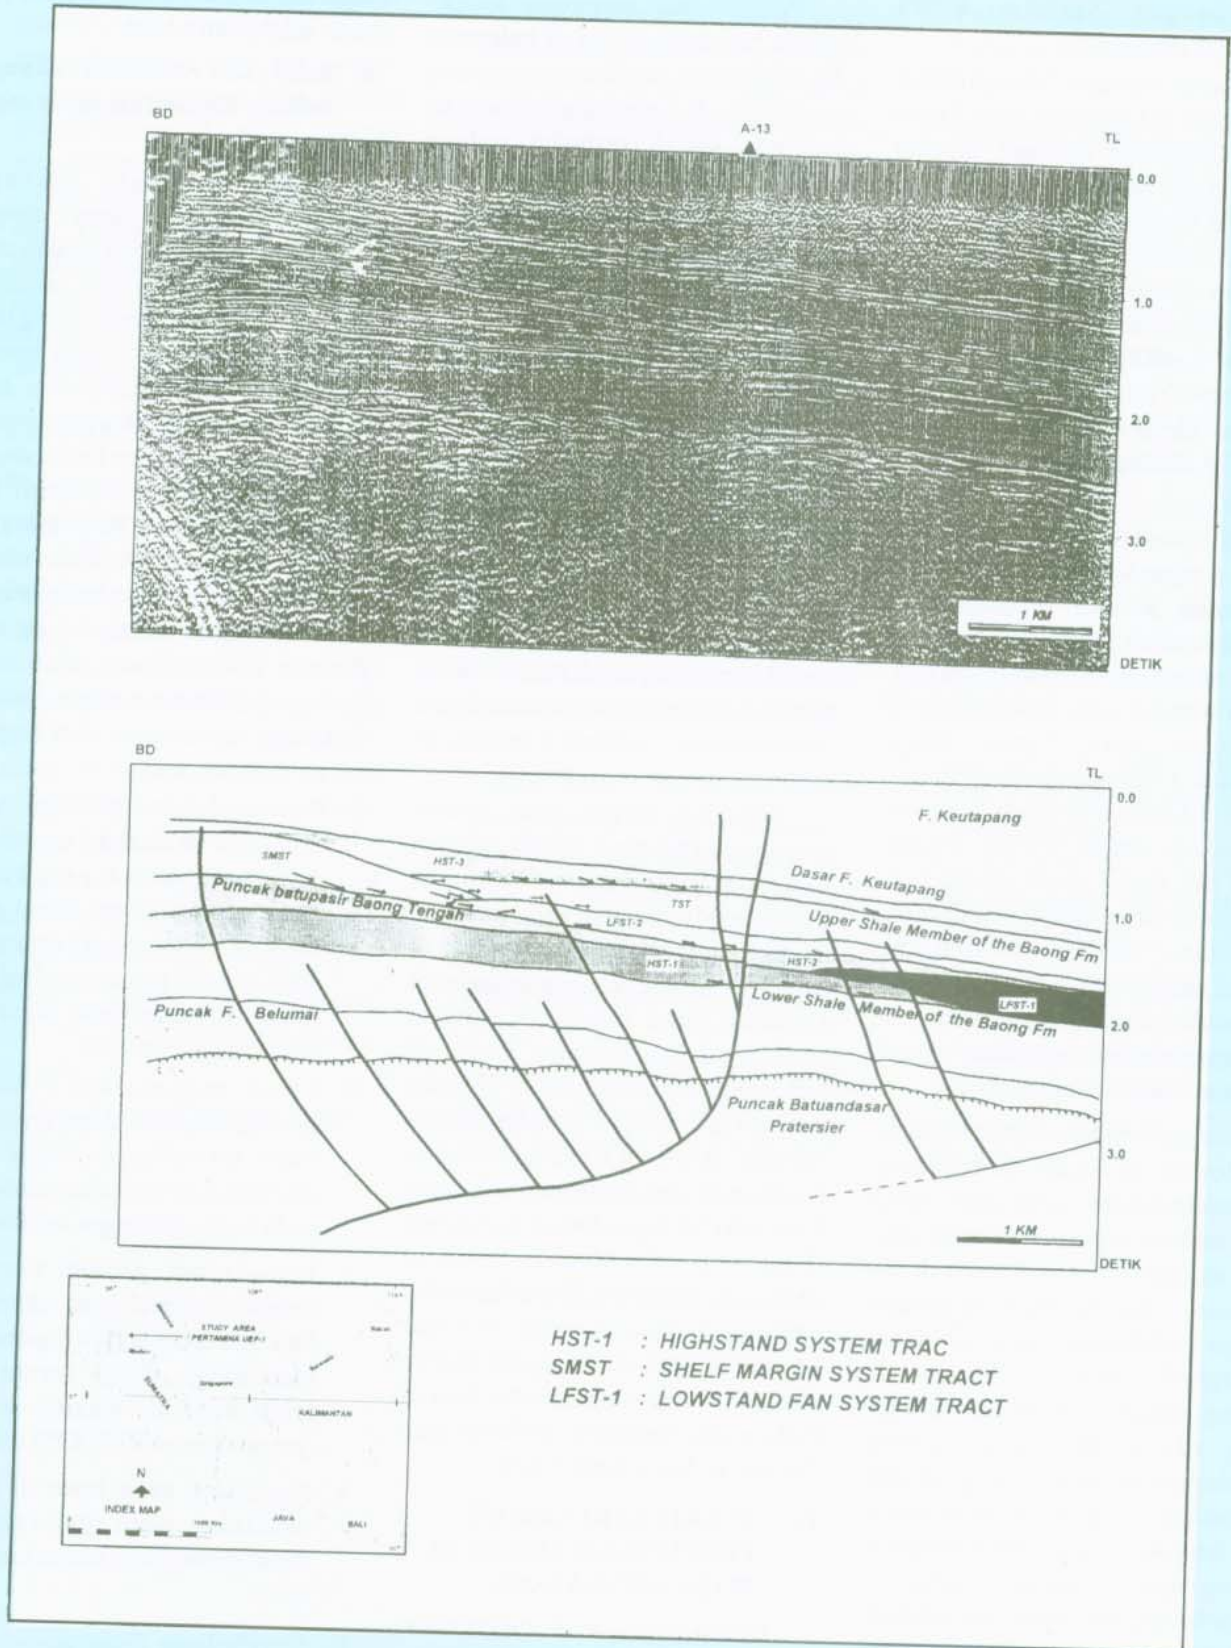 BD
A-13
TL
0.0
1.0
2.0
3.0
1 KM
DETIK
BD
TL
0.0
F. Keutapang
SMST
HST-3
Dasar F. Keutapang
Puncak batupasir Baong Tengah
TST
1.0
LFST-2
Upper Shale Member of the Baong Fm
HST-1
HST-2
LFST-1
Lower Shale Member of the Baong Fm
2.0
Puncak F. Belumai
Puncak Batuandasar
Pratersier
3.0
1 KM
DETIK
STUDY AREA
PERTAMINA UEP-1
SUMATRA
KALIMANTAN
N
INDEX MAP
JAVA
BALI
HST-1 : HIGHSTAND SYSTEM TRAC
SMST : SHELF MARGIN SYSTEM TRACT
LFST-1 : LOWSTAND FAN SYSTEM TRACT